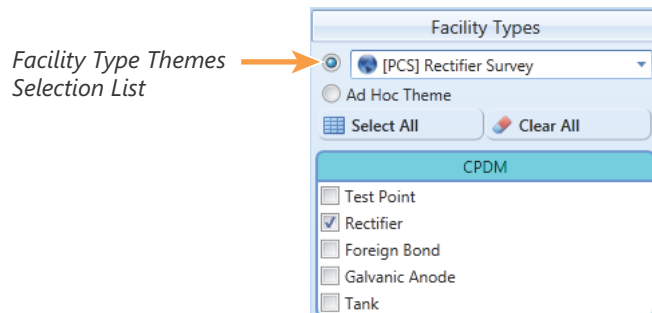 Facility Types
Facility Type Themes
Selection List
[PCS] Rectifier Survey
Ad Hoc Theme
Select All
Clear All
CPDM
Test Point
Rectifier
Foreign Bond
Galvanic Anode
Tank